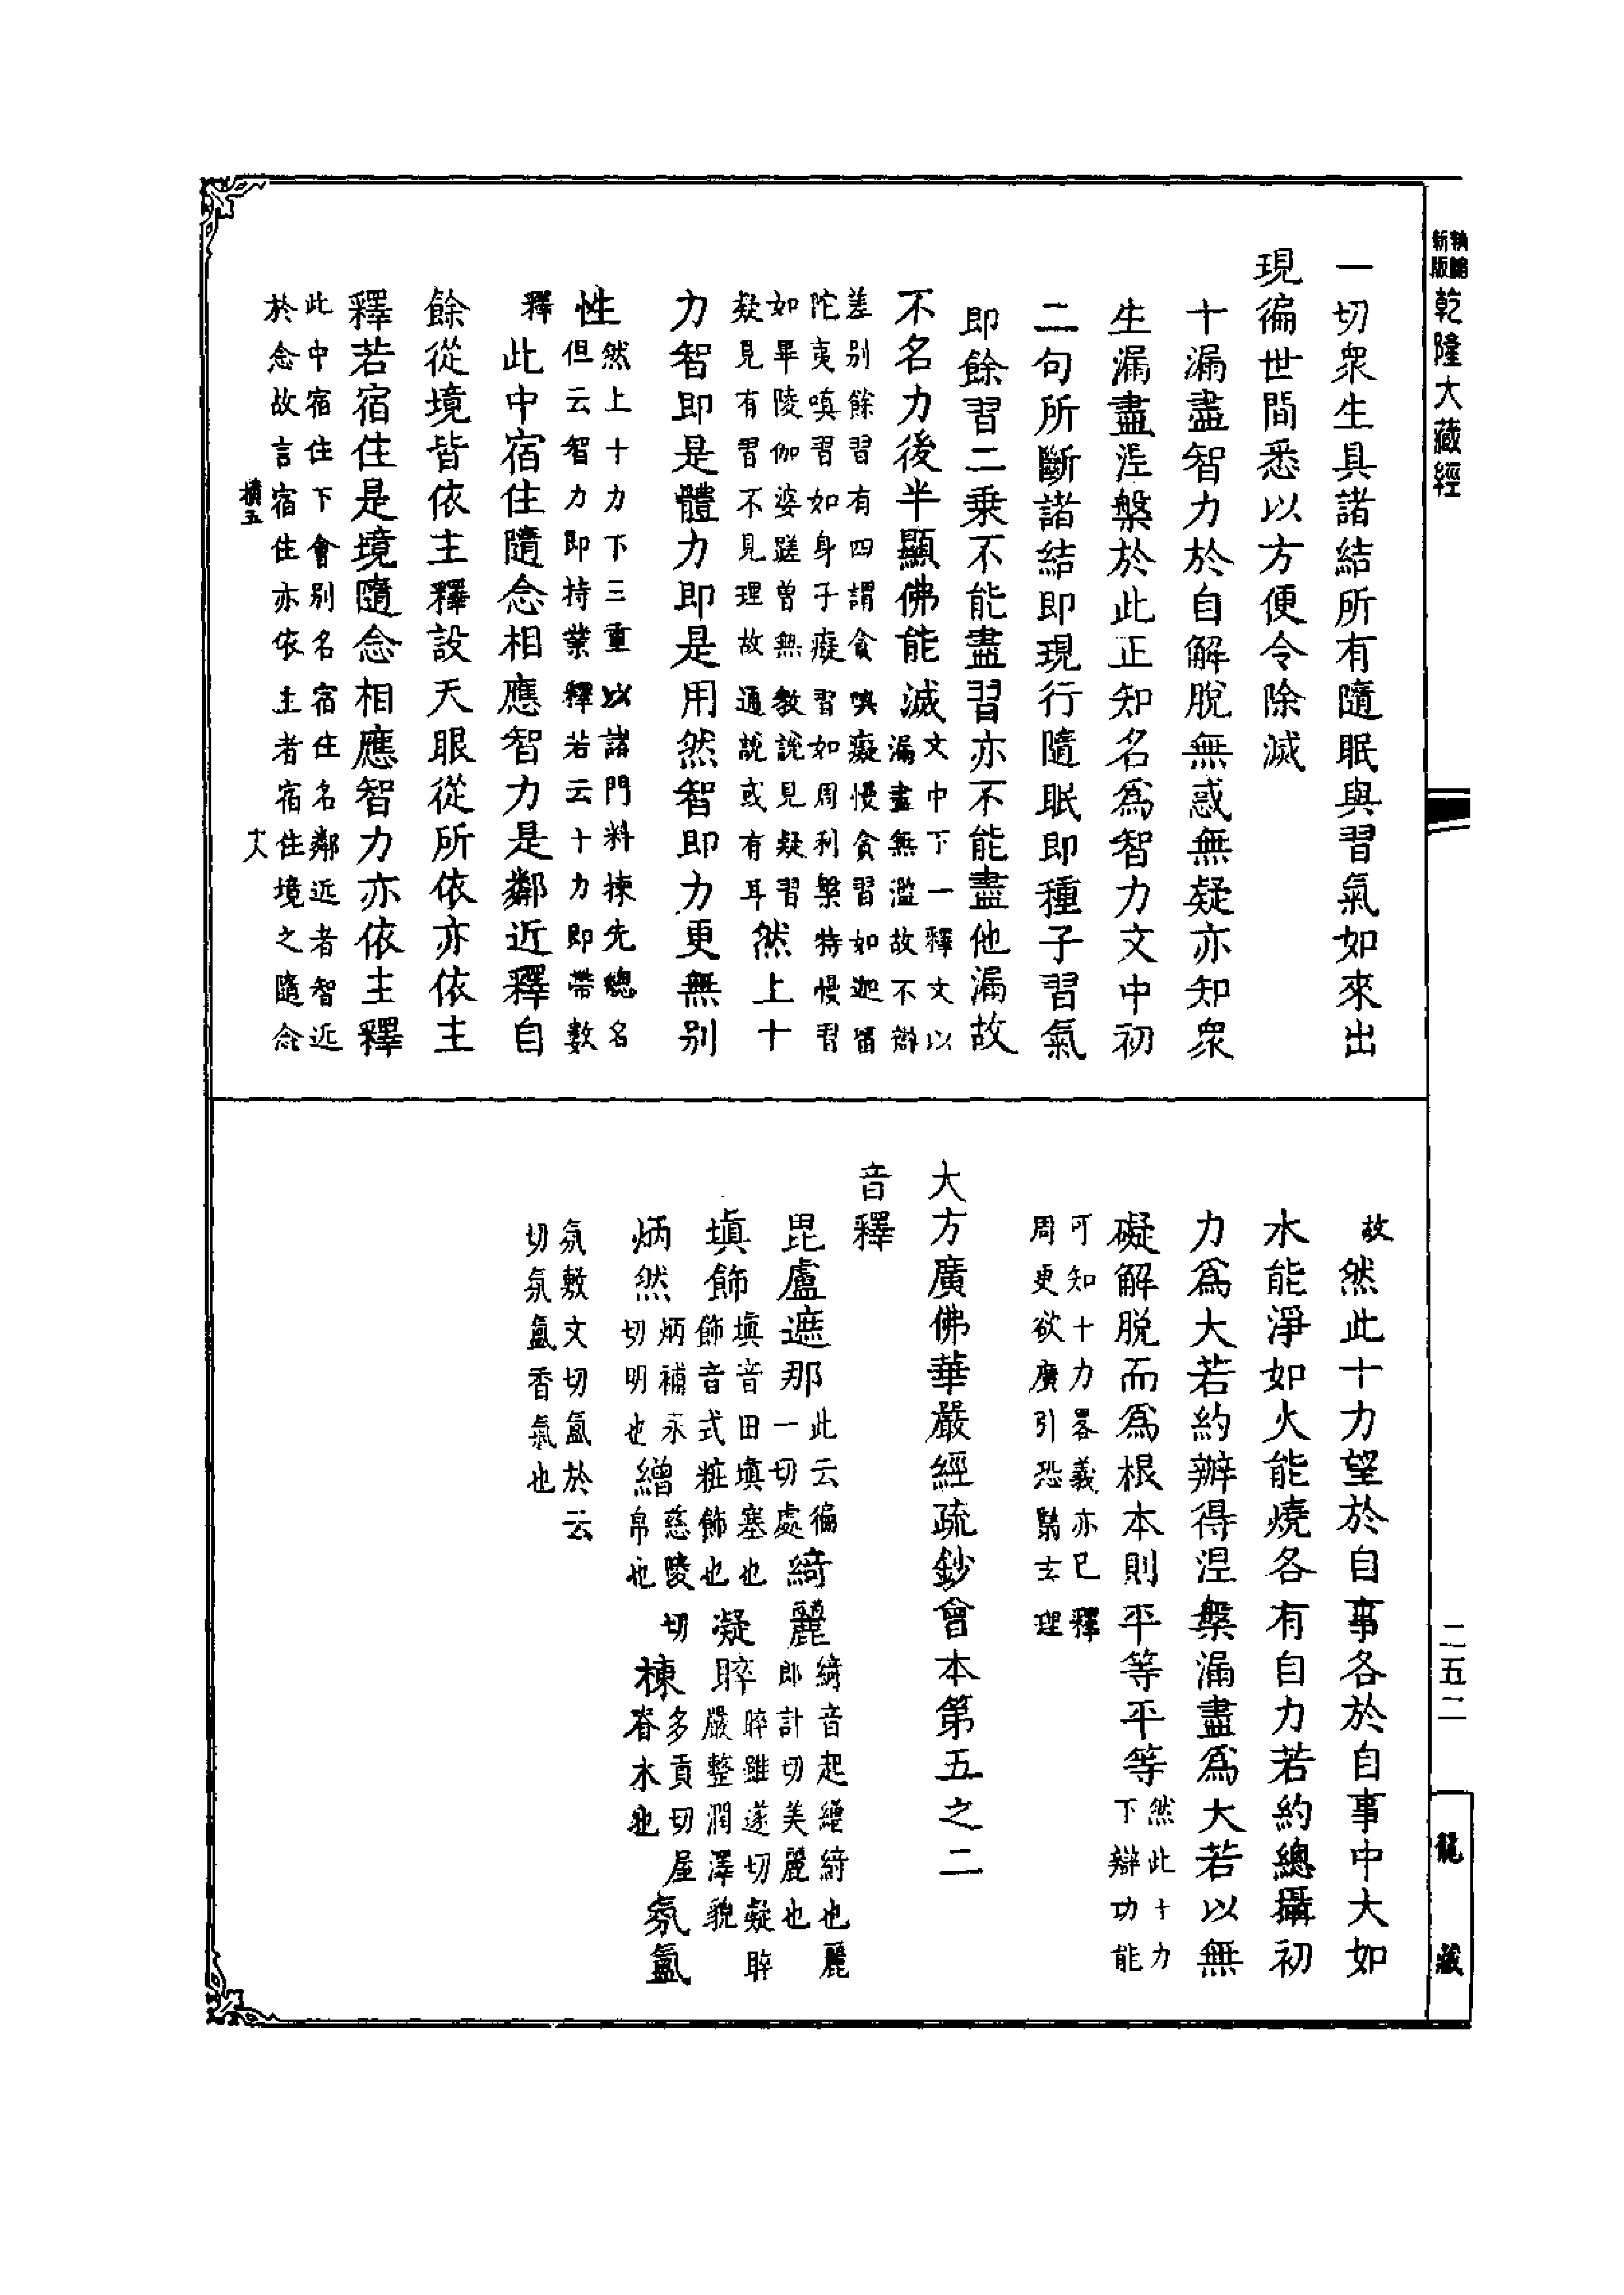 新編
新版
乾隆大藏經
一切衆生具諸結所有隨眠與習氣如來出
現徧世間悉以方便令除滅
十漏盡智力於自解脫無惑無疑亦知衆
生漏盡涅槃於此正知名為智力文中初
二句所斷諸結即現行隨眠即種子習氣
即餘習二乘不能盡習亦不能盡他漏故
不名力後半顯佛能滅
文中下一釋文以
漏盡無濫故不辯
差别餘習有四謂貪嗔癡慢貪習如迦留
陀夷嗔習如身子癡習如周利槃特慢習
如畢陵伽婆蹉曾無教說見疑習
疑見有習不見理故通說或有耳
然上十
力智即是體力即是用然智即力更無别
性
然上十力下三重以諸門料揀先總名
但云智力即持業釋若云十力即帶數
釋
此中宿住隨念相應智力是鄰近釋自
餘從境皆依主釋設天眼從所依亦依主
釋若宿住是境隨念相應智力亦依主釋
此中宿住下會别名宿住名鄰近者智近
於念故言宿住亦依主者宿住境之隨念
橫五
故
然此十力望於自事各於自事中大如
水能淨如火能燒各有自力若約總攝初
力為大若約辦得涅槃漏盡為大若以無
礙解脫而為根本則平等平等
然此十力
下辯功能
可知十力畧義亦已釋
周更欲廣引恐繁玄理
大方廣佛華嚴經疏鈔會本第五之二
音釋
毘盧遮那
此云徧
一切處
綺麗
綺音起繒綺也麗
郎計切美麗也
填飾
填音田填塞也
飾音式粧飾也
凝睟
睟雖遂切凝睟
嚴整潤澤貌
炳然
炳補永
切明也
繒
慈陵切
帛也
棟
多貢切屋
脊木也
氛氳
氛敷文切氳於云
切氛氳香氣也
二五二
龍藏